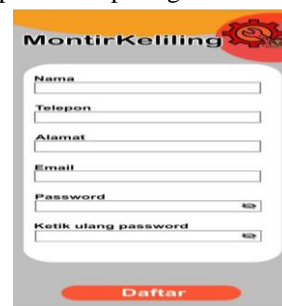 MontirKeliling
Nama
Telepon
Alamat
Email
Password
Ketik ulang password
Daftar